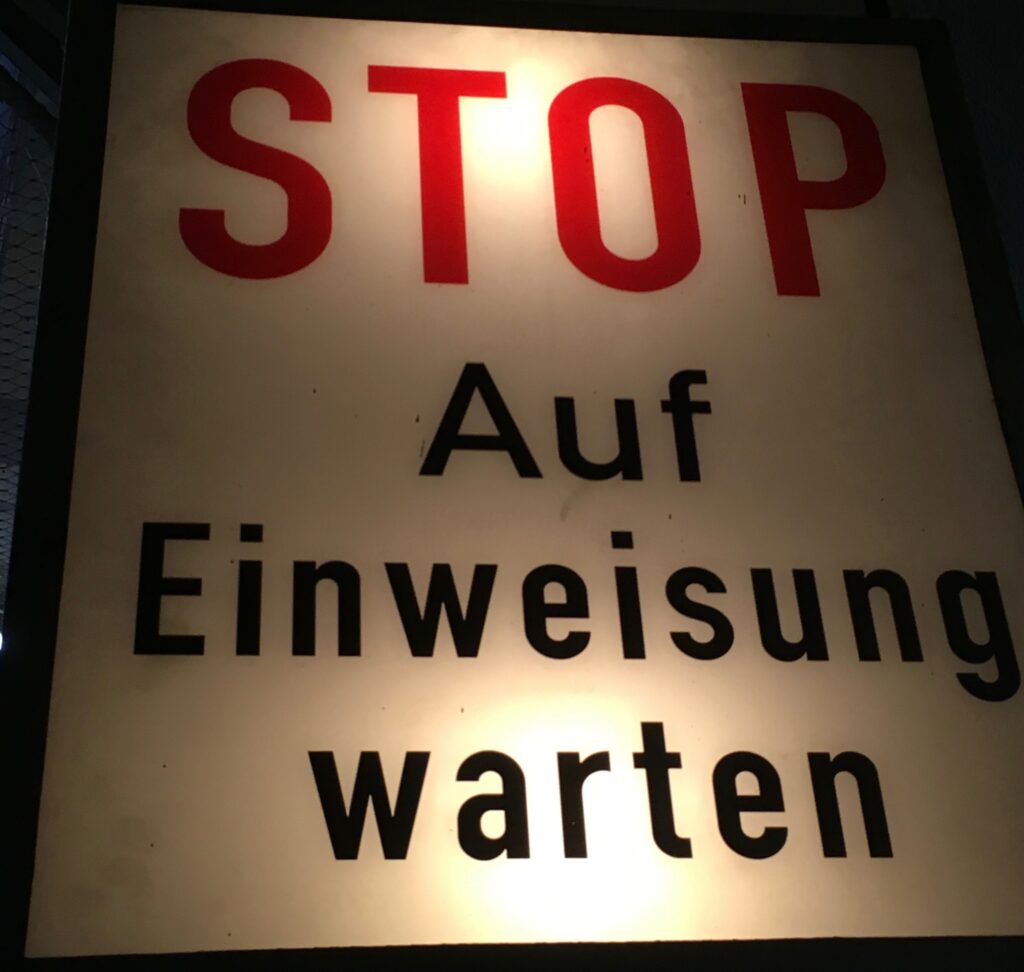 STOP
Auf
Einweisung
warten